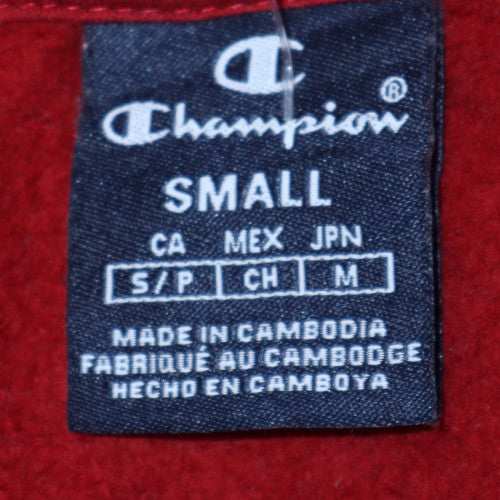 Champion®
SMALL
CA MEX JPN
S/P CH M
MADE IN CAMBODIA
FABRIQUÉ AU CAMBODGE
HECHO EN CAMBOYA